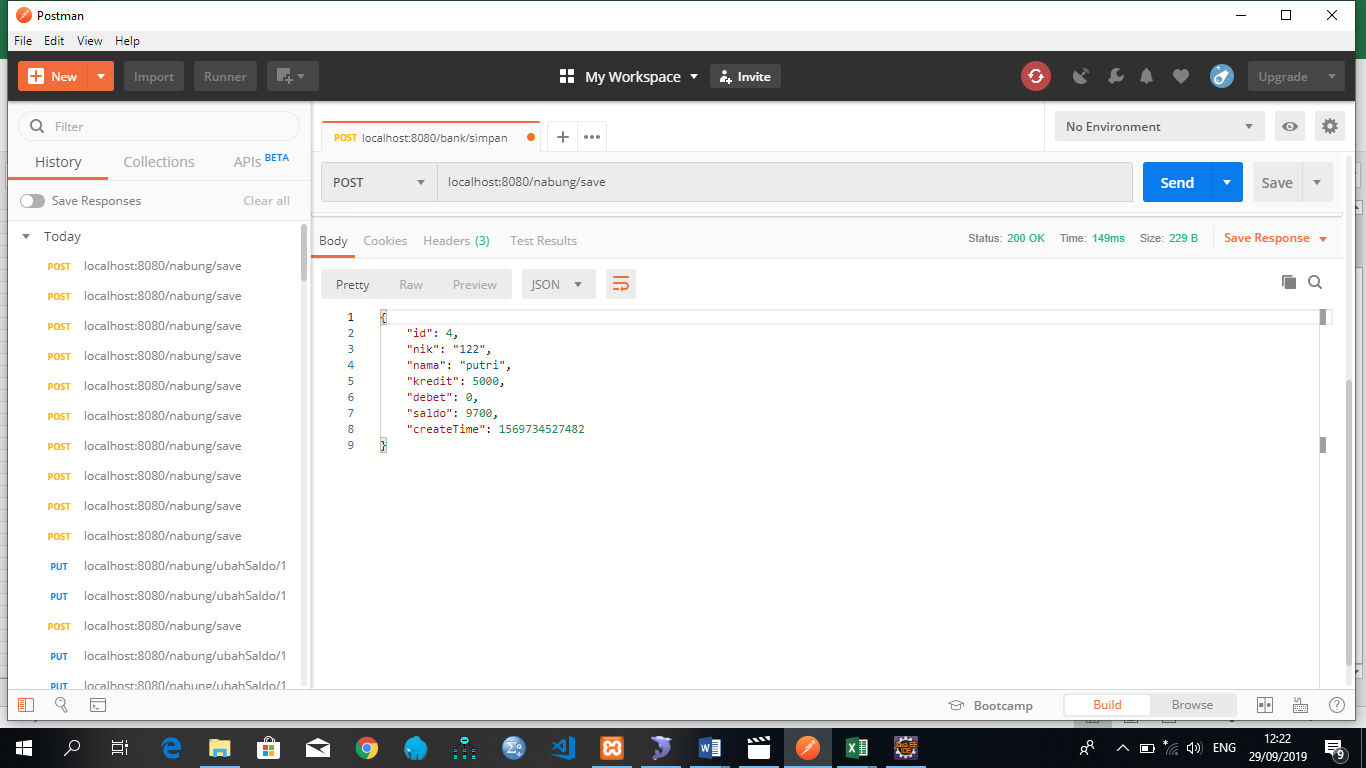 Postman
File Edit View Help
New Import Runner My Workspace Invite Upgrade
Filter
History Collections APIs BETA
Save Responses Clear all
Today
POST localhost:8080/nabung/save
POST localhost:8080/nabung/save
POST localhost:8080/nabung/save
POST localhost:8080/nabung/save
POST localhost:8080/nabung/save
POST localhost:8080/nabung/save
POST localhost:8080/nabung/save
POST localhost:8080/nabung/save
POST localhost:8080/nabung/save
POST localhost:8080/nabung/save
PUT localhost:8080/nabung/ubahSaldo/1
PUT localhost:8080/nabung/ubahSaldo/1
POST localhost:8080/nabung/save
PUT localhost:8080/nabung/ubahSaldo/1
PUT localhost:8080/nabung/ubahSaldo/1
POST localhost:8080/bank/simpan
No Environment
POST localhost:8080/nabung/save Send Save
Body Cookies Headers (3) Test Results Status: 200 OK Time: 149ms Size: 229 B Save Response
Pretty Raw Preview JSON
1 {
2 "id": 4,
3 "nik": "122",
4 "nama": "putri",
5 "kredit": 5000,
6 "debet": 0,
7 "saldo": 9700,
8 "createTime": 1569734527482
9 }
Bootcamp Build Browse
ENG
12:22
29/09/2019
9